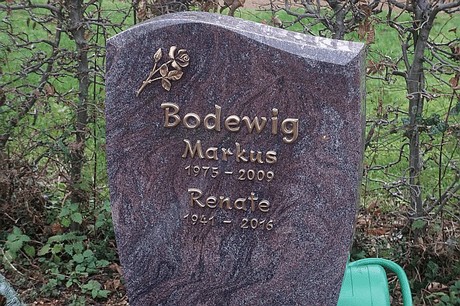 Bodewig
Markus
1975 - 2009
Renate
1941 - 2016